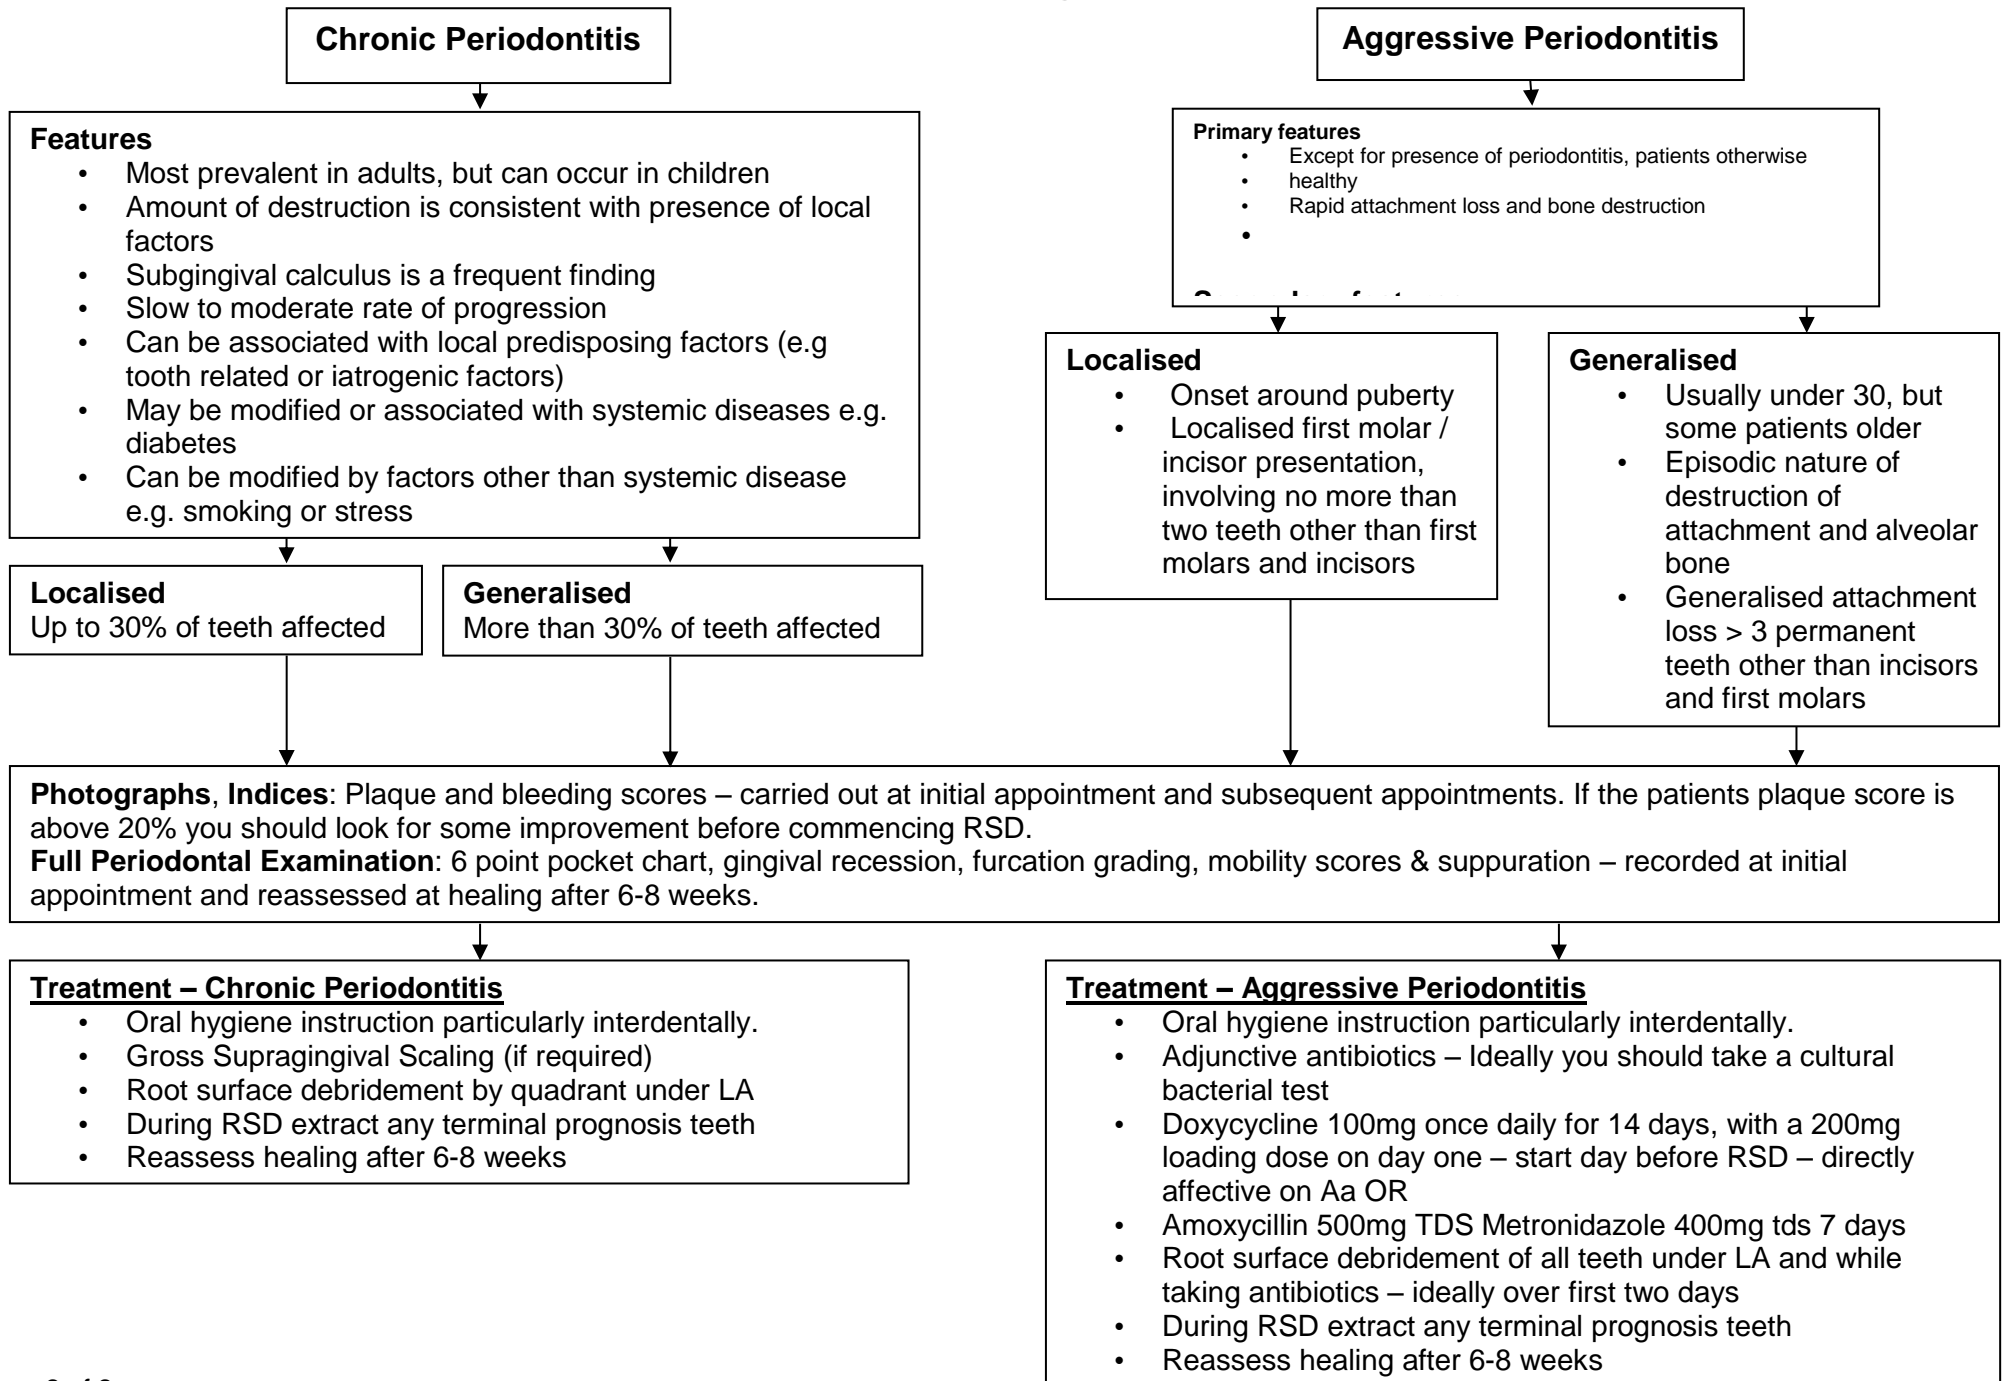 Chronic Periodontitis
Aggressive Periodontitis
Features
• Most prevalent in adults, but can occur in children
• Amount of destruction is consistent with presence of local
factors
• Subgingival calculus is a frequent finding
• Slow to moderate rate of progression
• Can be associated with local predisposing factors (e.g
tooth related or iatrogenic factors)
• May be modified or associated with systemic diseases e.g.
diabetes
• Can be modified by factors other than systemic disease
e.g. smoking or stress
Primary features
• Except for presence of periodontitis, patients otherwise
• healthy
• Rapid attachment loss and bone destruction
•
Localised
Up to 30% of teeth affected
Generalised
More than 30% of teeth affected
Localised
• Onset around puberty
• Localised first molar /
incisor presentation,
involving no more than
two teeth other than first
molars and incisors
Generalised
• Usually under 30, but
some patients older
• Episodic nature of
destruction of
attachment and alveolar
bone
• Generalised attachment
loss > 3 permanent
teeth other than incisors
and first molars
Photographs, Indices: Plaque and bleeding scores – carried out at initial appointment and subsequent appointments. If the patients plaque score is
above 20% you should look for some improvement before commencing RSD.
Full Periodontal Examination: 6 point pocket chart, gingival recession, furcation grading, mobility scores & suppuration – recorded at initial
appointment and reassessed at healing after 6-8 weeks.
Treatment – Chronic Periodontitis
• Oral hygiene instruction particularly interdentally.
• Gross Supragingival Scaling (if required)
• Root surface debridement by quadrant under LA
• During RSD extract any terminal prognosis teeth
• Reassess healing after 6-8 weeks
Treatment – Aggressive Periodontitis
• Oral hygiene instruction particularly interdentally.
• Adjunctive antibiotics – Ideally you should take a cultural
bacterial test
• Doxycycline 100mg once daily for 14 days, with a 200mg
loading dose on day one – start day before RSD – directly
affective on Aa OR
• Amoxycillin 500mg TDS Metronidazole 400mg tds 7 days
• Root surface debridement of all teeth under LA and while
taking antibiotics – ideally over first two days
• During RSD extract any terminal prognosis teeth
• Reassess healing after 6-8 weeks